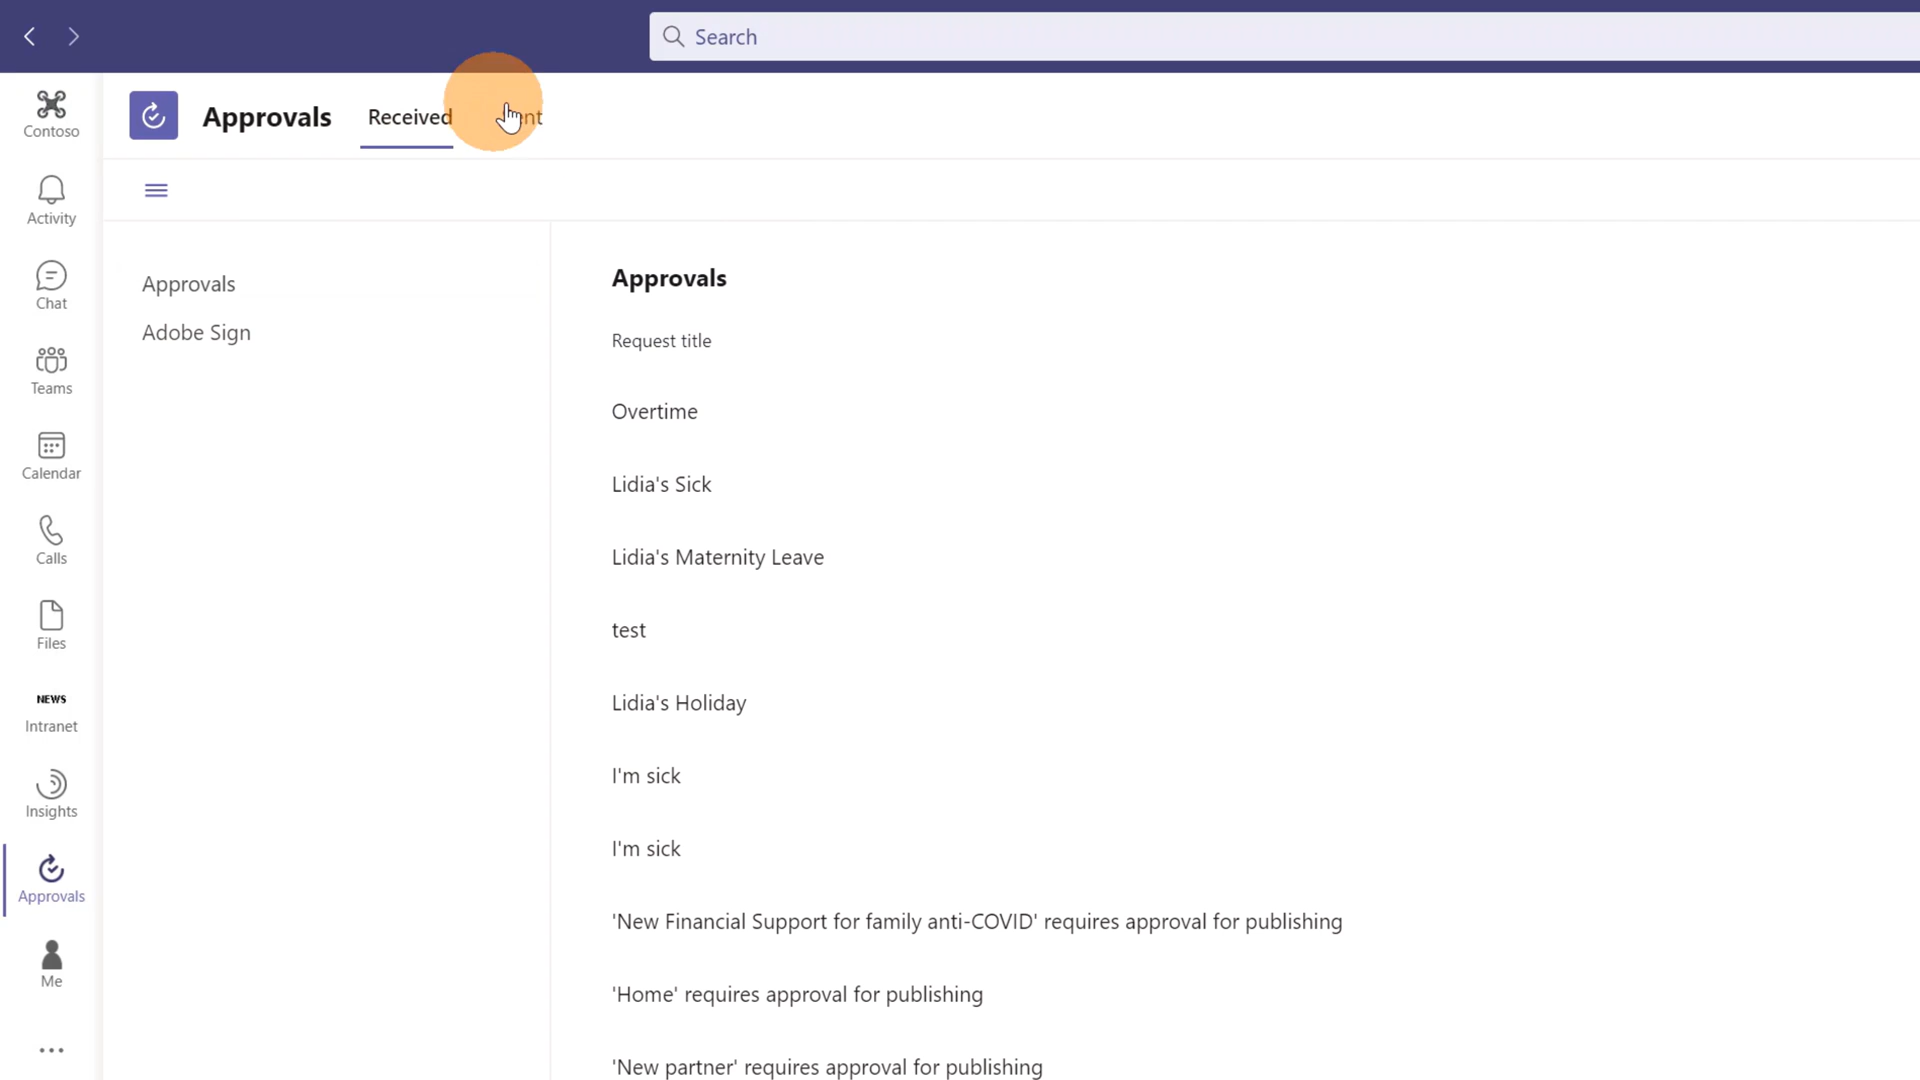 Search
Contoso
Approvals
Received
Activity
Chat
Teams
Calendar
Calls
Files
NEWS
Intranet
Insights
Approvals
Me
Approvals
Adobe Sign
Approvals
Request title
Overtime
Lidia's Sick
Lidia's Maternity Leave
test
Lidia's Holiday
I'm sick
I'm sick
'New Financial Support for family anti-COVID' requires approval for publishing
'Home' requires approval for publishing
'New partner' requires approval for publishing